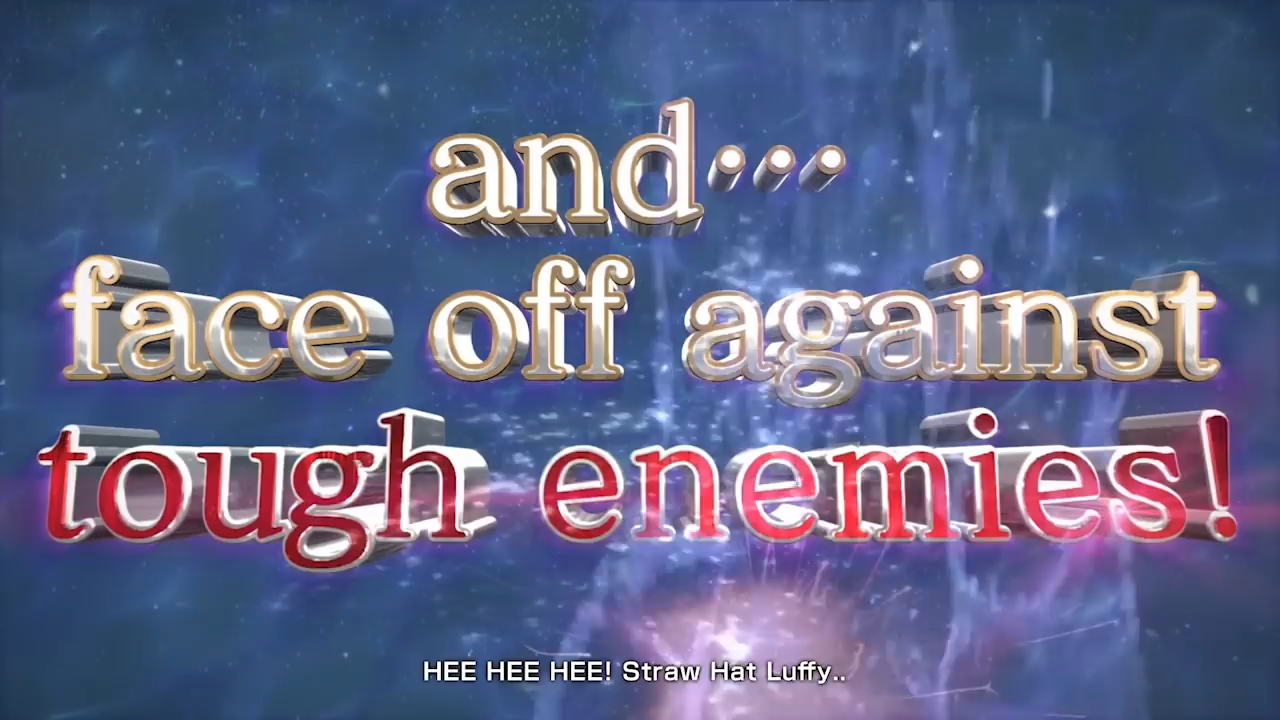 and…
face off against
tough enemies!
HEE HEE HEE! Straw Hat Luffy..